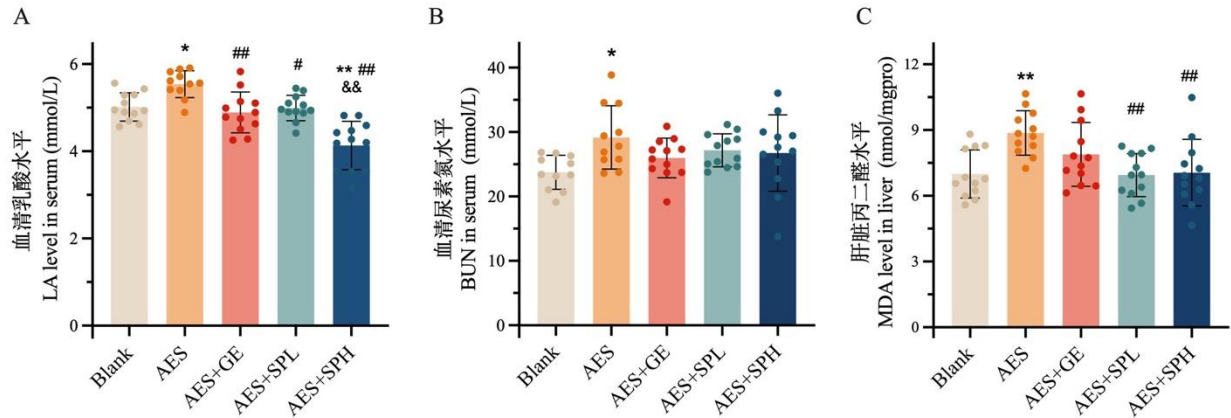 A
血清乳酸水平
LA level in serum (mmol/L)
6
4
2
0
*
##
#
** ##
&&
Blank
AES
AES+GE
AES+SPL
AES+SPH
B
血清尿素氮水平
BUN in serum (mmol/L)
40
30
20
10
0
*
Blank
AES
AES+GE
AES+SPL
AES+SPH
C
肝脏丙二醛水平
MDA level in liver (nmol/mgpro)
12
9
6
3
0
**
##
##
Blank
AES
AES+GE
AES+SPL
AES+SPH